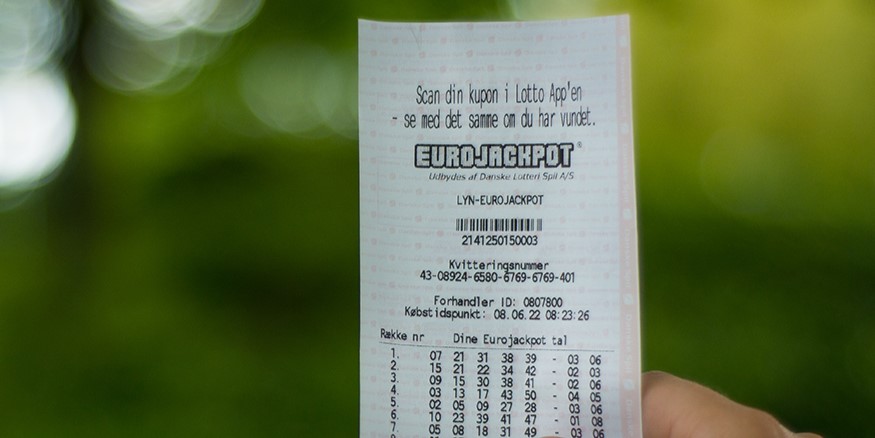 Scan din kupon i Lotto App'en
- se med det samme om du har vundet.
EUROJACKPOT®
Udbydes af Danske Lotteri Spil A/S
LYN-EUROJACKPOT
2141250150003
Kvitteringsnummer
43-08924-6580-6769-6769-401
Forhandler ID: 0807800
Købstidspunkt: 08.06.22 08:23:26
Række nr Dine Eurojackpot tal
1. 07 21 31 38 39 - 03 06
2. 15 21 22 34 42 - 02 03
3. 09 15 30 38 41 - 02 06
4. 03 13 17 43 50 - 04 05
5. 02 05 09 27 28 - 03 06
6. 10 23 39 41 47 - 01 08
7. 05 08 18 31 49 - 03 06